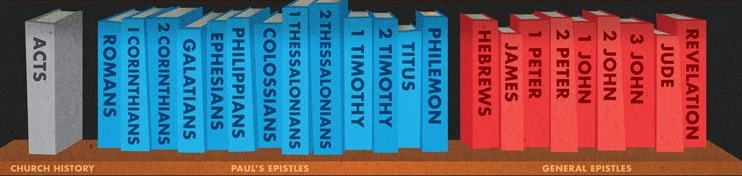 ACTS
ROMANS
1 CORINTHIANS
2 CORINTHIANS
GALATIANS
EPHESIANS
PHILIPPIANS
COLOSSIANS
1 THESSALONIANS
2 THESSALONIANS
1 TIMOTHY
2 TIMOTHY
TITUS
PHILEMON
HEBREWS
JAMES
1 PETER
2 PETER
1 JOHN
2 JOHN
3 JOHN
JUDE
REVELATION
CHURCH HISTORY
PAUL'S EPISTLES
GENERAL EPISTLES